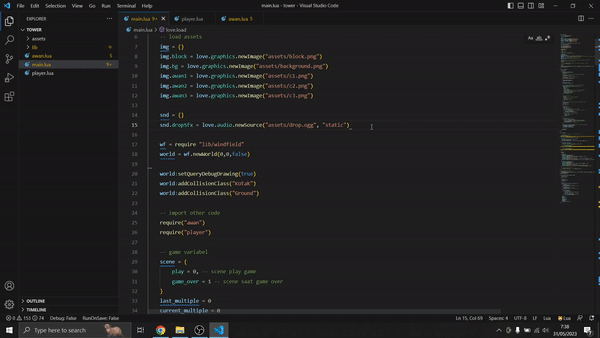 File Edit Selection View Go Run Terminal Help
main.lua - Tower - Visual Studio Code
EXPLORER
main.lua 9+
player.lua
awan.lua 5
TOWER
assets
lib
awan.lua 5
main.lua 9+
player.lua
main.lua > love.load
6 -- load assets
7 img = {}
8 img.block = love.graphics.newImage("assets/block.png")
9 img.bg = love.graphics.newImage("assets/background.png")
10 img.awan1 = love.graphics.newImage("assets/c1.png")
11 img.awan2 = love.graphics.newImage("assets/c2.png")
12 img.awan3 = love.graphics.newImage("assets/c3.png")
13
14 snd = {}
15 snd.dropSfx = love.audio.newSource("assets/drop.ogg", "static")
16
17 wf = require "lib/windfield"
18 world = wf.newWorld(0,0,false)
20 world:setQueryDebugDrawing(true)
21 world:addCollisionClass("Kotak")
22 world:addCollisionClass("Ground")
23
24 -- import other code
25 require("awan")
26 require("player")
27
28 -- game variabel
29 scene = {
30 play = 0, -- scene play game
31 game_over = 1 -- scene saat game over
32 }
33 last_multiple = 0
34 current_multiple = 0
OUTLINE
TIMELINE
Debug: False RunOnSave: False
Ln 15, Col 69 Spaces: 4 UTF-8 LF Lua
Type here to search
7:38
31/05/2023